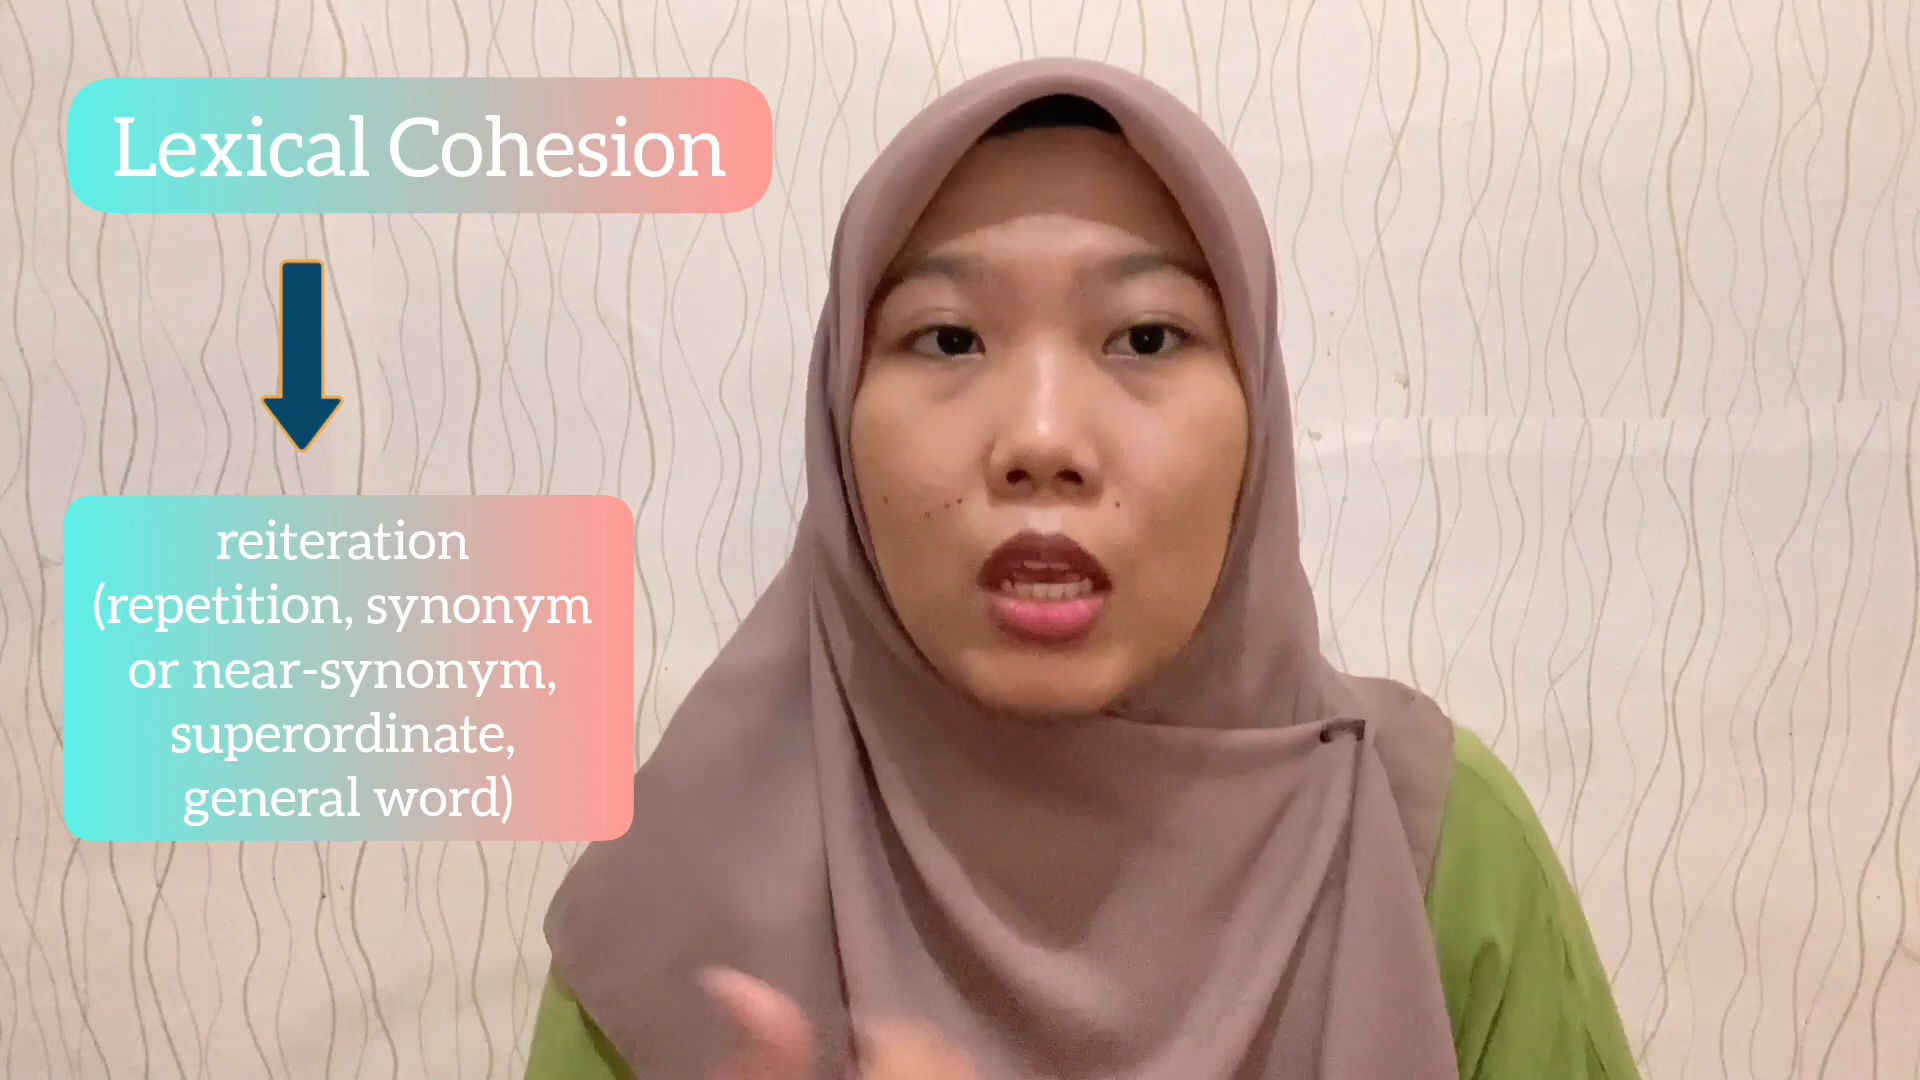 Lexical Cohesion
reiteration
(repetition, synonym
or near-synonym,
superordinate,
general word)